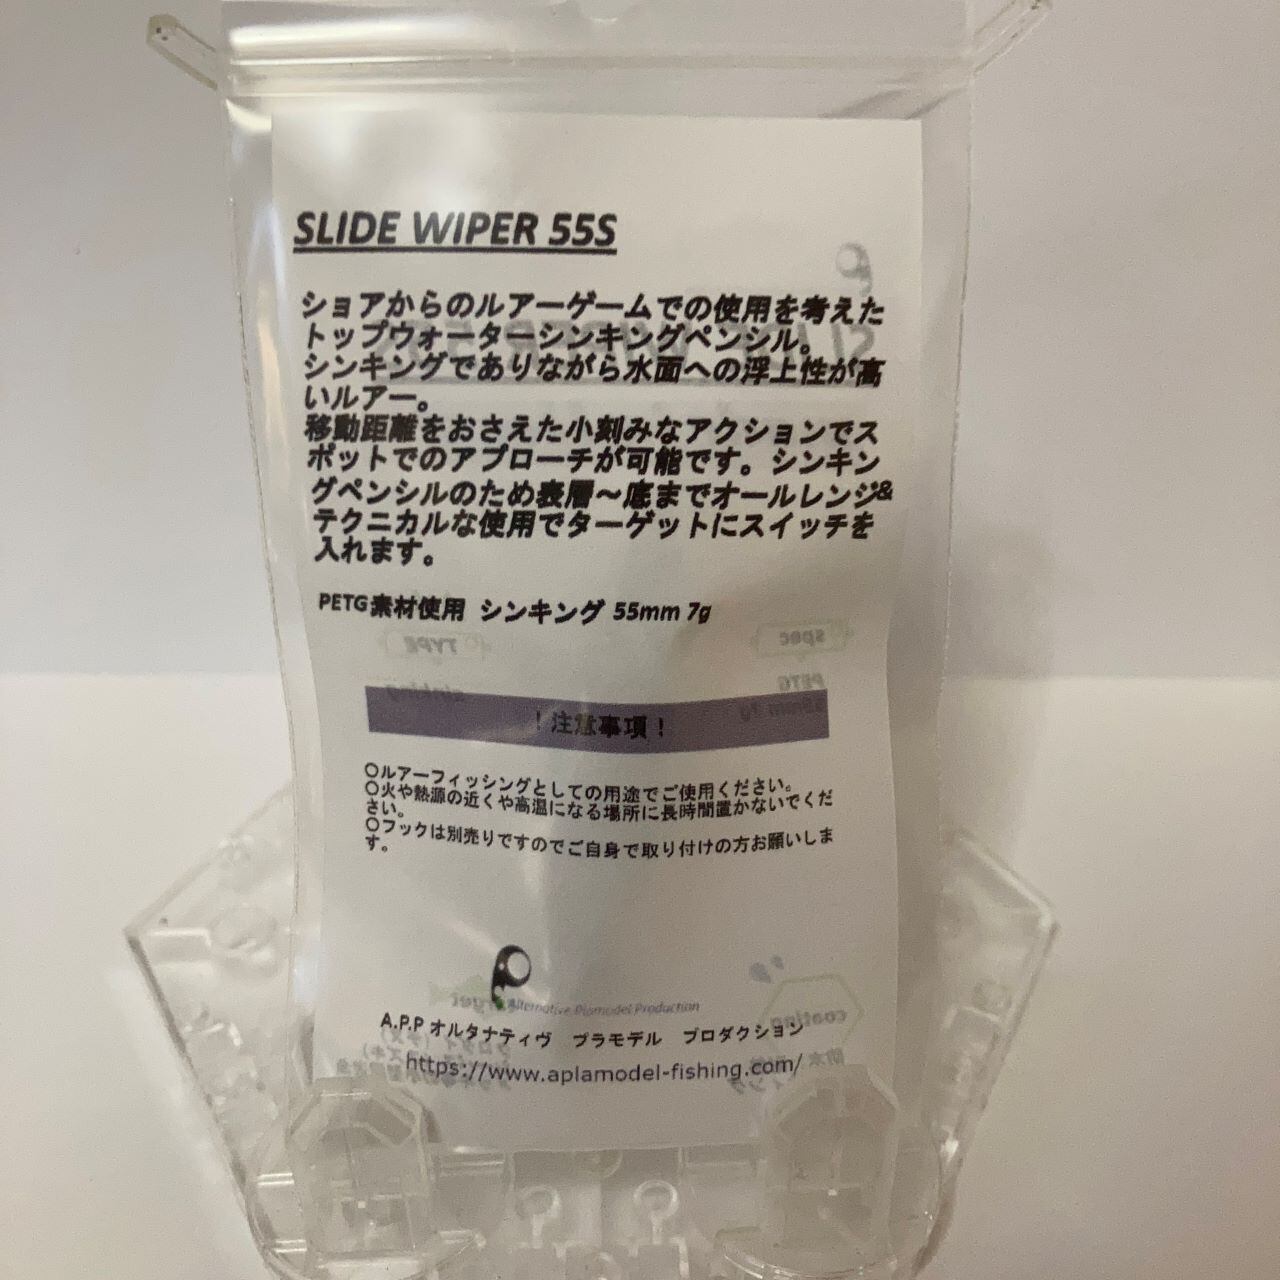 SLIDE WIPER 55S
ショアからのルアーゲームでの使用を考えた
トップウォーターシンキングペンシル。
シンキングでありながら水面への浮上性が高
いルアー。
移動距離をおさえた小刻みなアクションでス
ポットでのアプローチが可能です。シンキン
グペンシルのため表層～底までオールレンジ&
テクニカルな使用でターゲットにスイッチを
入れます。
PETG素材使用 シンキング 55mm 7g
！注意事項！
〇ルアーフィッシングとしての用途でご使用ください。
〇火や熱源の近くや高温になる場所に長時間置かないでくだ
さい。
〇フックは別売りですのでご自身で取り付けの方お願いしま
す。
Alternative Plamodel Production
A.P.P オルタナティヴ プラモデル プロダクション
https://www.aplamodel-fishing.com/